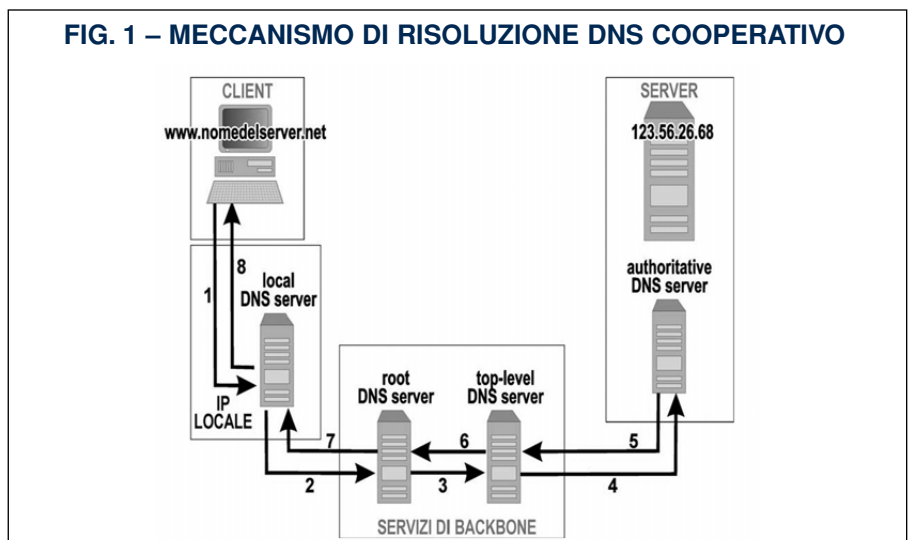 FIG. 1 – MECCANISMO DI RISOLUZIONE DNS COOPERATIVO
CLIENT
www.nomedelserver.net
SERVER
123.56.26.68
1
8
local
DNS server
IP
LOCALE
authoritative
DNS server
root
DNS server
top-level
DNS server
7
6
5
2
3
4
SERVIZI DI BACKBONE